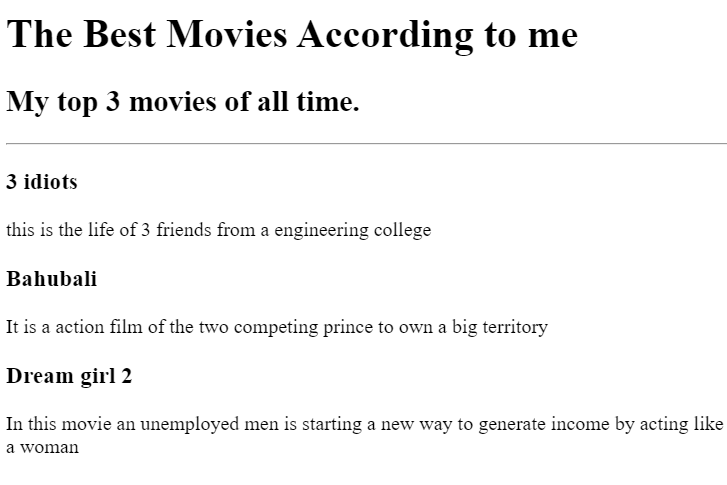 The Best Movies According to me
My top 3 movies of all time.
3 idiots
this is the life of 3 friends from a engineering college
Bahubali
It is a action film of the two competing prince to own a big territory
Dream girl 2
In this movie an unemployed men is starting a new way to generate income by acting like
a woman